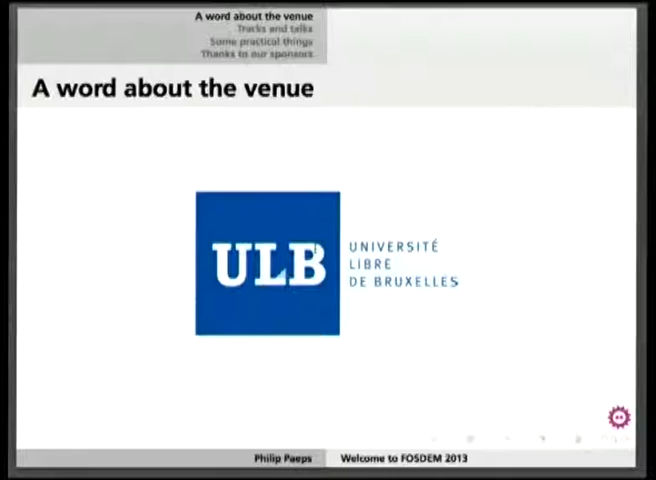 A word about the venue
Tracks and talks
Some practical things
Thanks to our sponsors
A word about the venue
ULB
UNIVERSITÉ
LIBRE
DE BRUXELLES
Philip Paeps
Welcome to FOSDEM 2013